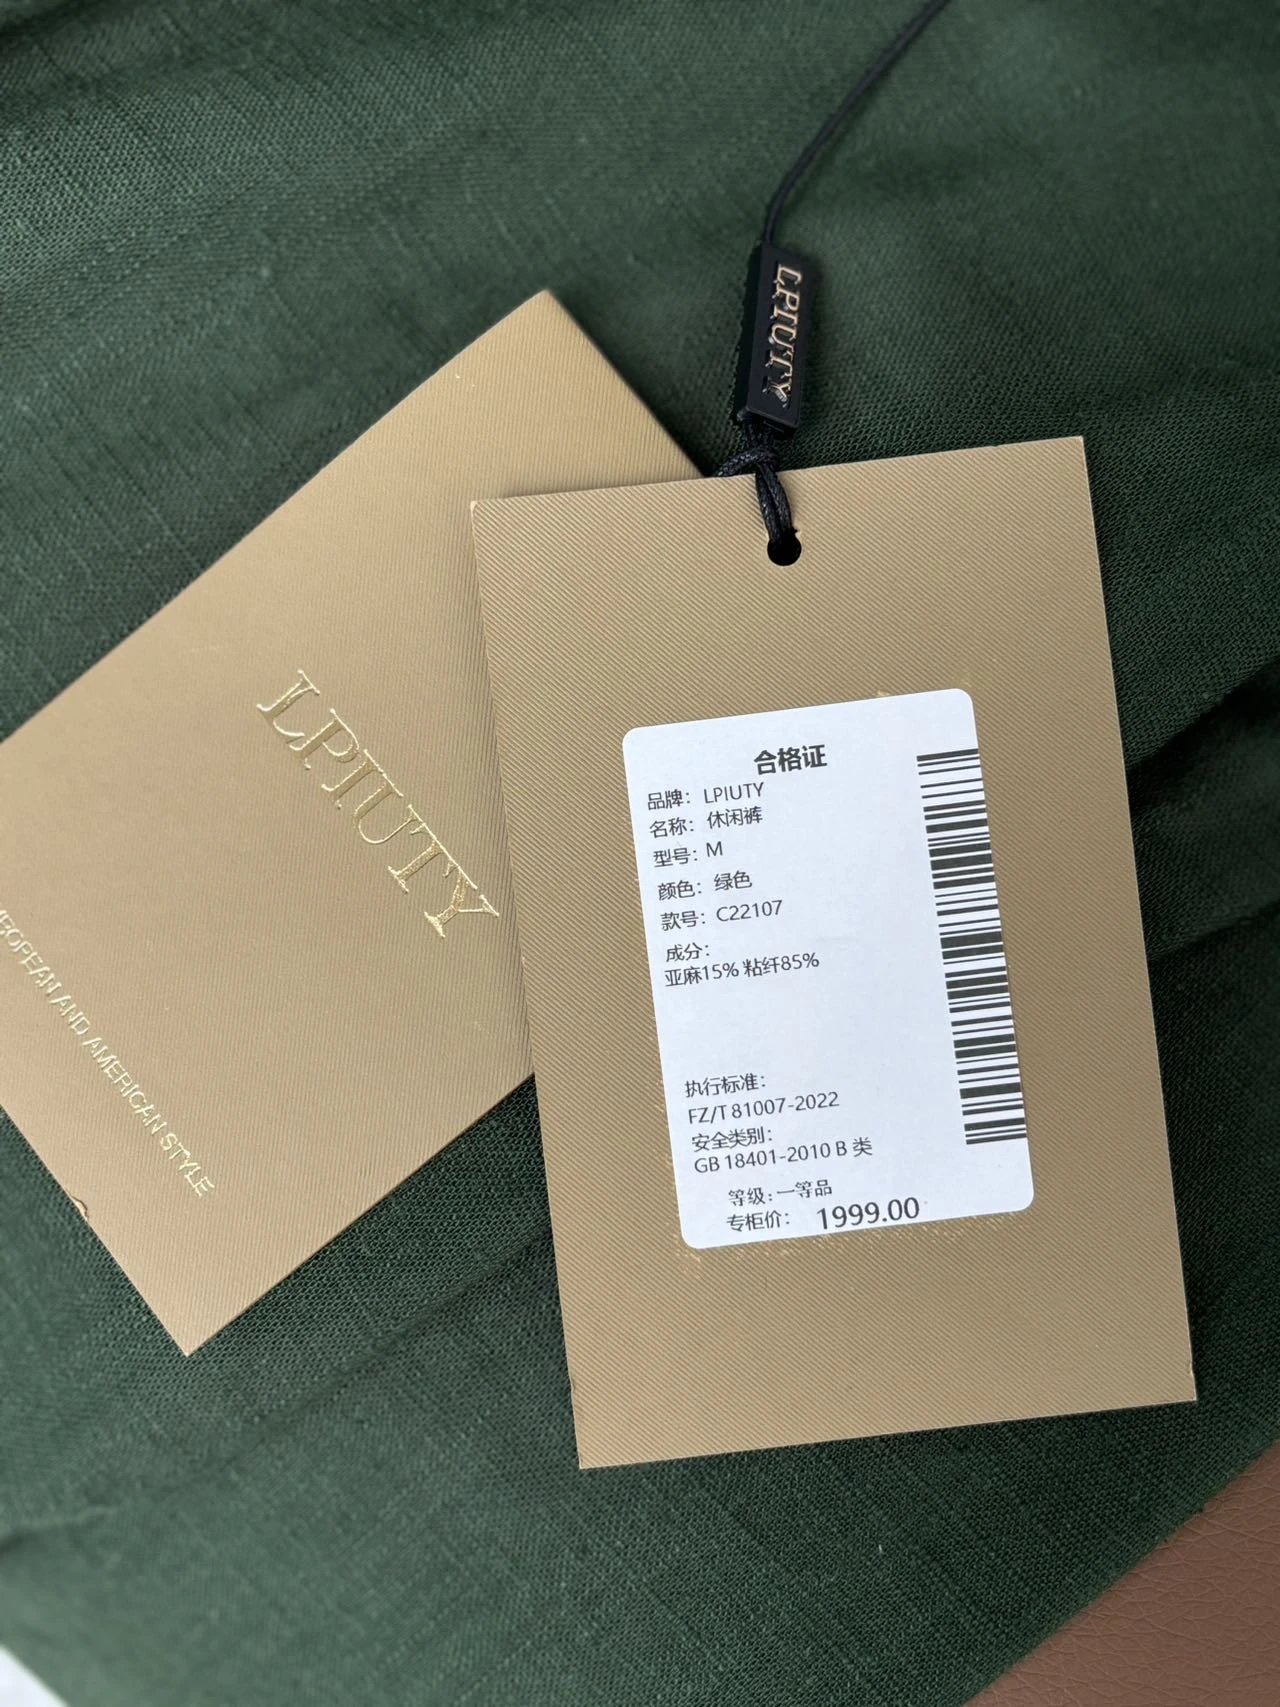 LPIUTY
LPIUTY
EUROPEAN AND AMERICAN STYLE
合格证
品牌：LPIUTY
名称：休闲裤
型号：M
颜色：绿色
款号：C22107
成分：
亚麻15% 粘纤85%
执行标准：
FZ/T 81007-2022
安全类别：
GB 18401-2010 B 类
等级：一等品
专柜价： 1999.00